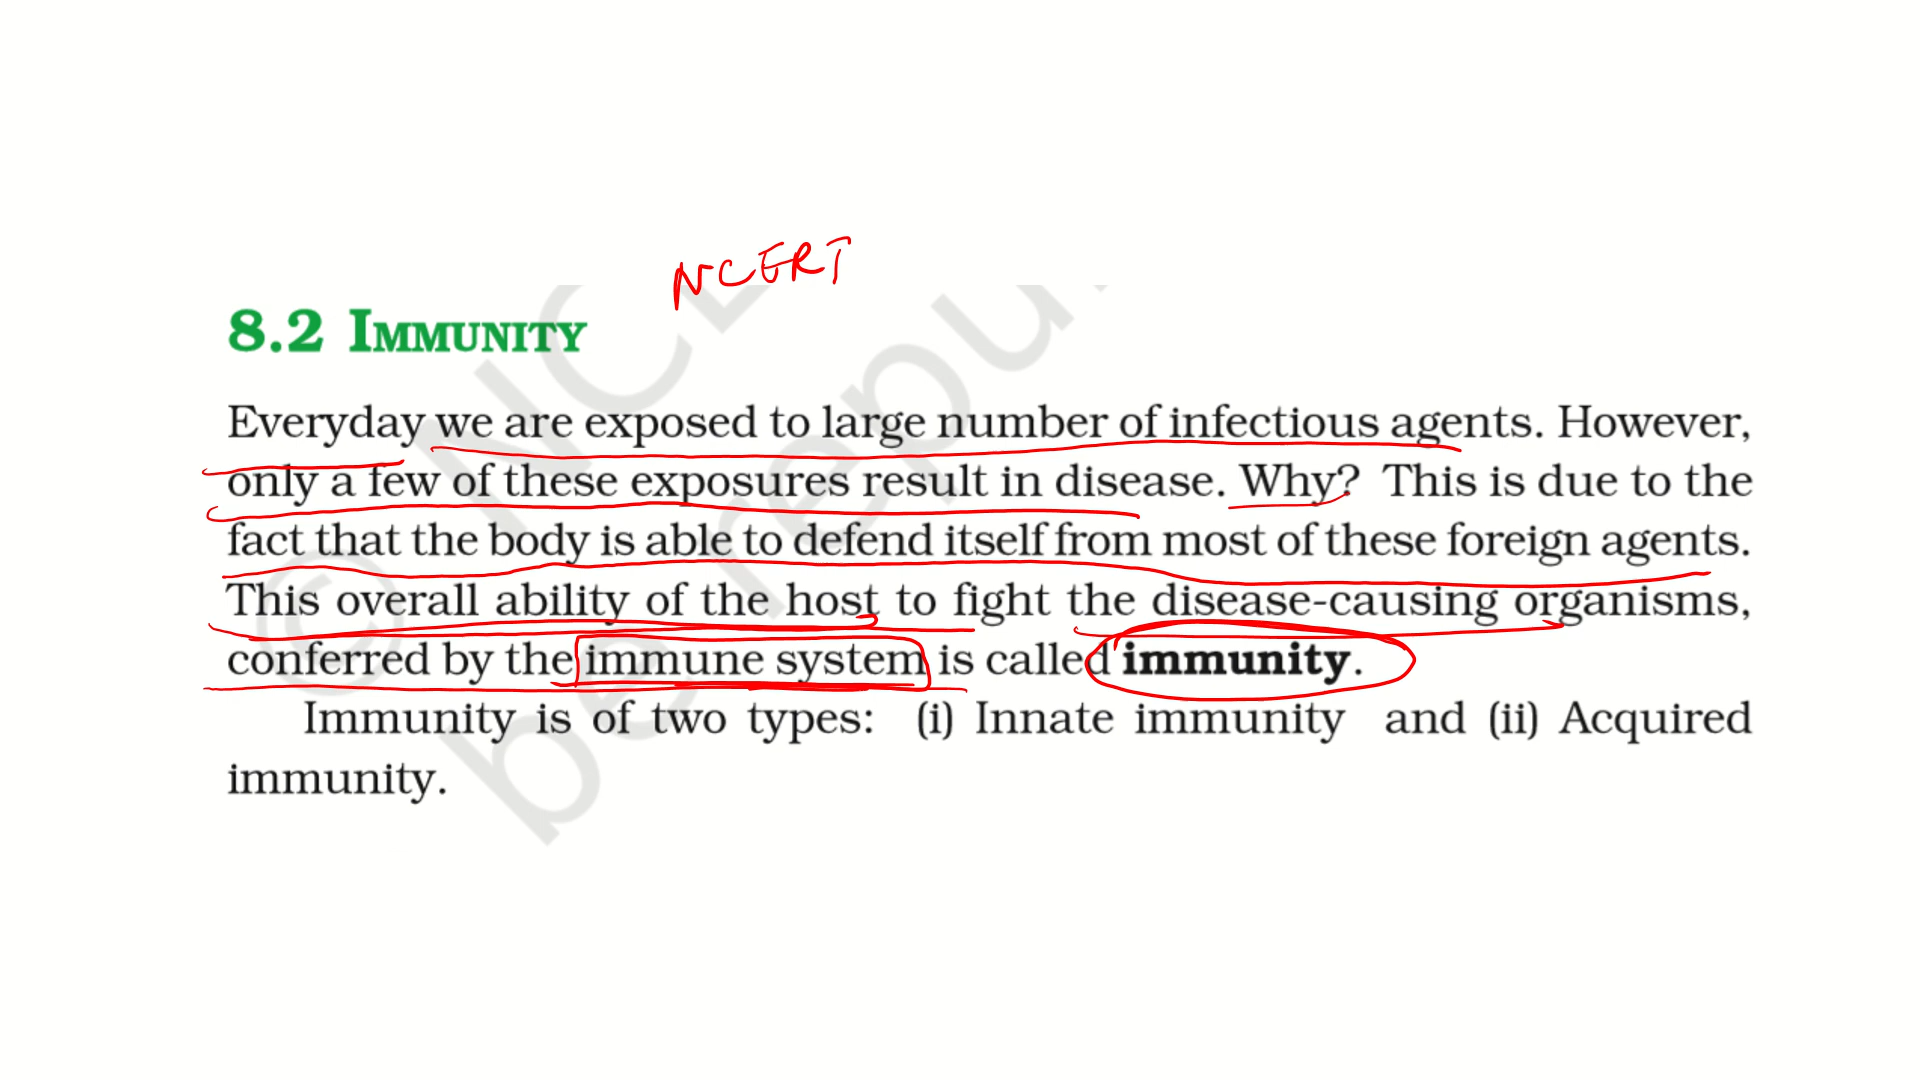 NCERT
8.2 IMMUNITY
Everyday we are exposed to large number of infectious agents. However,
only a few of these exposures result in disease. Why? This is due to the
fact that the body is able to defend itself from most of these foreign agents.
This overall ability of the host to fight the disease-causing organisms,
conferred by the immune system is called immunity.
Immunity is of two types: (i) Innate immunity and (ii) Acquired
immunity.